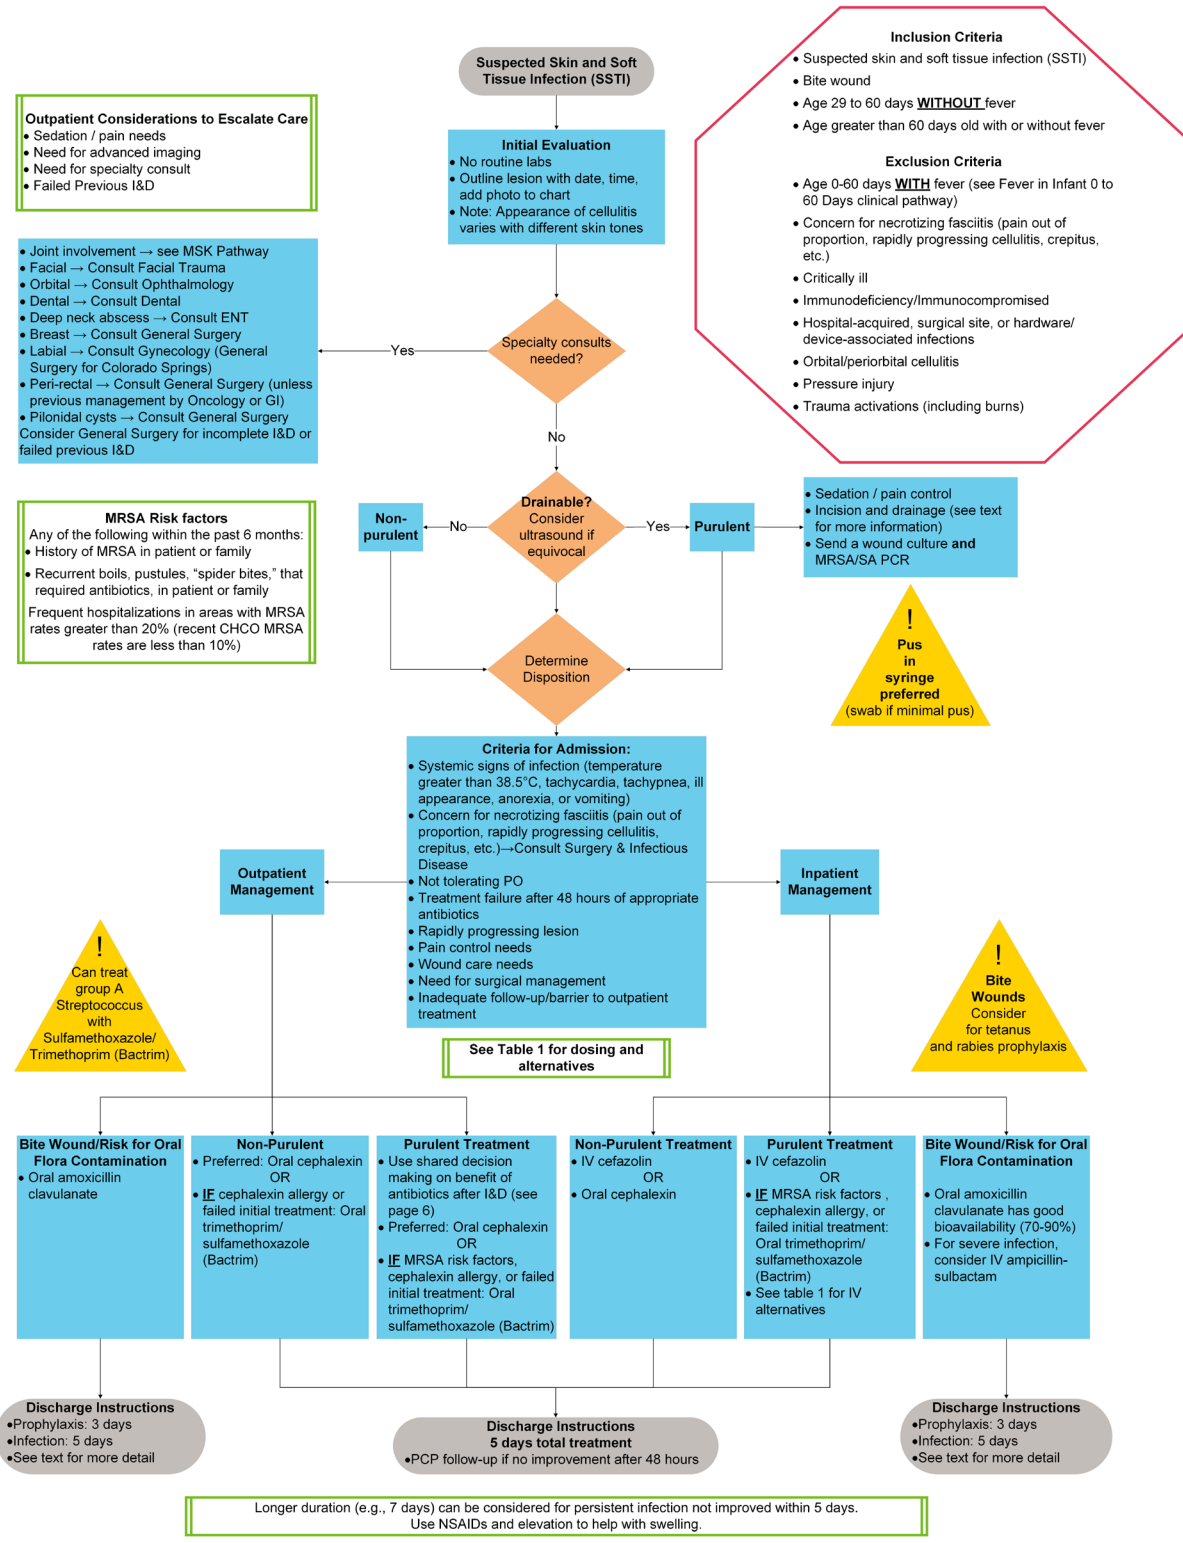 Suspected Skin and Soft
Tissue Infection (SSTI)
Inclusion Criteria
• Suspected skin and soft tissue infection (SSTI)
• Bite wound
• Age 29 to 60 days WITHOUT fever
• Age greater than 60 days old with or without fever
Exclusion Criteria
• Age 0-60 days WITH fever (see Fever in Infant 0 to
60 Days clinical pathway)
• Concern for necrotizing fasciitis (pain out of
proportion, rapidly progressing cellulitis, crepitus,
etc.)
• Critically ill
• Immunodeficiency/Immunocompromised
• Hospital-acquired, surgical site, or hardware/
device-associated infections
• Orbital/periorbital cellulitis
• Pressure injury
• Trauma activations (including burns)
Outpatient Considerations to Escalate Care
• Sedation / pain needs
• Need for advanced imaging
• Need for specialty consult
• Failed Previous I&D
Initial Evaluation
• No routine labs
• Outline lesion with date, time,
add photo to chart
• Note: Appearance of cellulitis
varies with different skin tones
• Joint involvement → see MSK Pathway
• Facial → Consult Facial Trauma
• Orbital → Consult Ophthalmology
• Dental → Consult Dental
• Deep neck abscess → Consult ENT
• Breast → Consult General Surgery
• Labial → Consult Gynecology (General
Surgery for Colorado Springs)
• Peri-rectal → Consult General Surgery (unless
previous management by Oncology or GI)
• Pilonidal cysts → Consult General Surgery
Consider General Surgery for incomplete I&D or
failed previous I&D
Yes
Specialty consults
needed?
No
MRSA Risk factors
Any of the following within the past 6 months:
• History of MRSA in patient or family
• Recurrent boils, pustules, “spider bites,” that
required antibiotics, in patient or family
Frequent hospitalizations in areas with MRSA
rates greater than 20% (recent CHCO MRSA
rates are less than 10%)
Non-
purulent
No
Drainable?
Consider
ultrasound if
equivocal
Yes
Purulent
• Sedation / pain control
• Incision and drainage (see text
for more information)
• Send a wound culture and
MRSA/SA PCR
!
Pus
in
syringe
preferred
(swab if minimal pus)
Determine
Disposition
Criteria for Admission:
• Systemic signs of infection (temperature
greater than 38.5°C, tachycardia, tachypnea, ill
appearance, anorexia, or vomiting)
• Concern for necrotizing fasciitis (pain out of
proportion, rapidly progressing cellulitis,
crepitus, etc.)→Consult Surgery & Infectious
Disease
• Not tolerating PO
• Treatment failure after 48 hours of appropriate
antibiotics
• Rapidly progressing lesion
• Pain control needs
• Wound care needs
• Need for surgical management
• Inadequate follow-up/barrier to outpatient
treatment
Outpatient
Management
Inpatient
Management
!
Can treat
group A
Streptococcus
with
Sulfamethoxazole/
Trimethoprim (Bactrim)
!
Bite
Wounds
Consider
for tetanus
and rabies prophylaxis
See Table 1 for dosing and
alternatives
Bite Wound/Risk for Oral
Flora Contamination
• Oral amoxicillin
clavulanate
Non-Purulent
• Preferred: Oral cephalexin
OR
• IF cephalexin allergy or
failed initial treatment: Oral
trimethoprim/
sulfamethoxazole
(Bactrim)
Purulent Treatment
• Use shared decision
making on benefit of
antibiotics after I&D (see
page 6)
• Preferred: Oral cephalexin
OR
• IF MRSA risk factors,
cephalexin allergy, or failed
initial treatment: Oral
trimethoprim/
sulfamethoxazole (Bactrim)
Non-Purulent Treatment
• IV cefazolin
OR
• Oral cephalexin
Purulent Treatment
• IV cefazolin
OR
• IF MRSA risk factors ,
cephalexin allergy, or
failed initial treatment:
Oral trimethoprim/
sulfamethoxazole
(Bactrim)
• See table 1 for IV
alternatives
Bite Wound/Risk for Oral
Flora Contamination
• Oral amoxicillin
clavulanate has good
bioavailability (70-90%)
• For severe infection,
consider IV ampicillin-
sulbactam
Discharge Instructions
•Prophylaxis: 3 days
•Infection: 5 days
•See text for more detail
Discharge Instructions
5 days total treatment
•PCP follow-up if no improvement after 48 hours
Discharge Instructions
•Prophylaxis: 3 days
•Infection: 5 days
•See text for more detail
Longer duration (e.g., 7 days) can be considered for persistent infection not improved within 5 days.
Use NSAIDs and elevation to help with swelling.